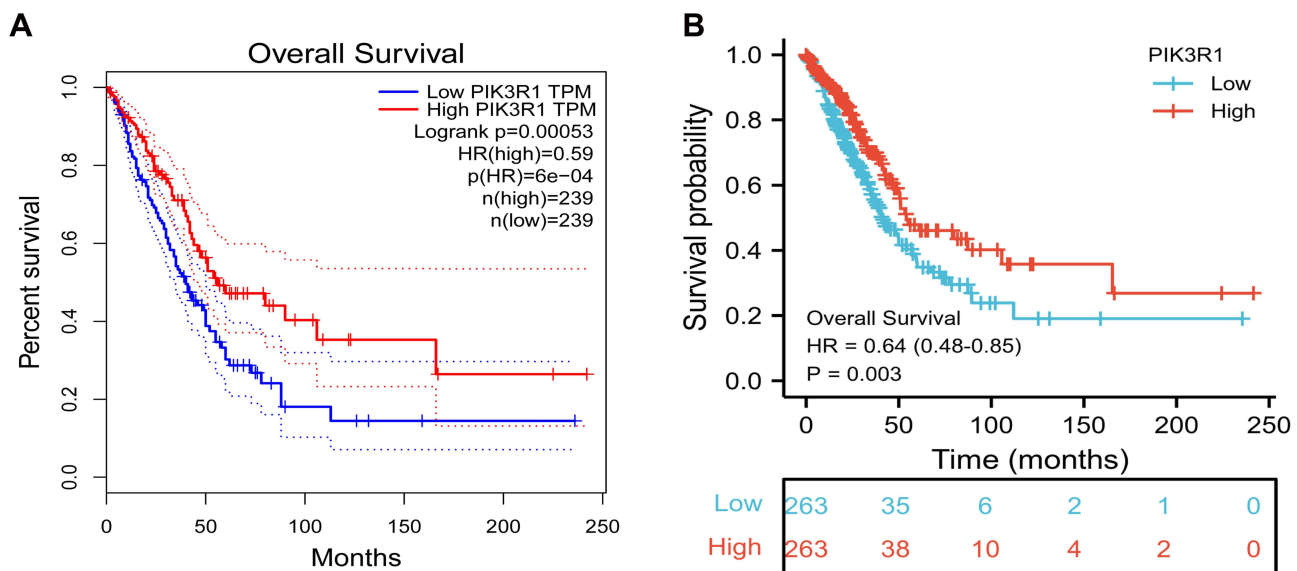 A
Overall Survival
Low PIK3R1 TPM
High PIK3R1 TPM
Logrank p=0.00053
HR(high)=0.59
p(HR)=6e−04
n(high)=239
n(low)=239
Percent survival
1.0
0.8
0.6
0.4
0.2
0.0
0 50 100 150 200 250
Months
B
PIK3R1
Low
High
Survival probability
1.0
0.8
0.6
0.4
0.2
0.0
Overall Survival
HR = 0.64 (0.48-0.85)
P = 0.003
0 50 100 150 200 250
Time (months)
Low 263 35 6 2 1 0
High 263 38 10 4 2 0